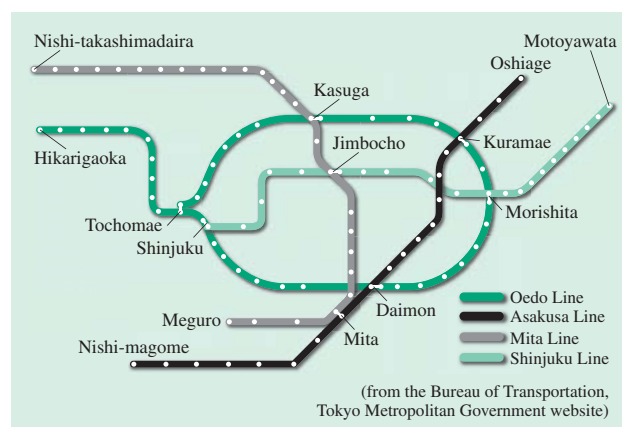 Nishi-takashimadaira
Motoyawata
Oshiage
Kasuga
Kuramae
Jimbocho
Hikarigaoka
Tochomae
Shinjuku
Morishita
Daimon
Meguro
Mita
Nishi-magome
Oedo Line
Asakusa Line
Mita Line
Shinjuku Line
(from the Bureau of Transportation,
Tokyo Metropolitan Government website)